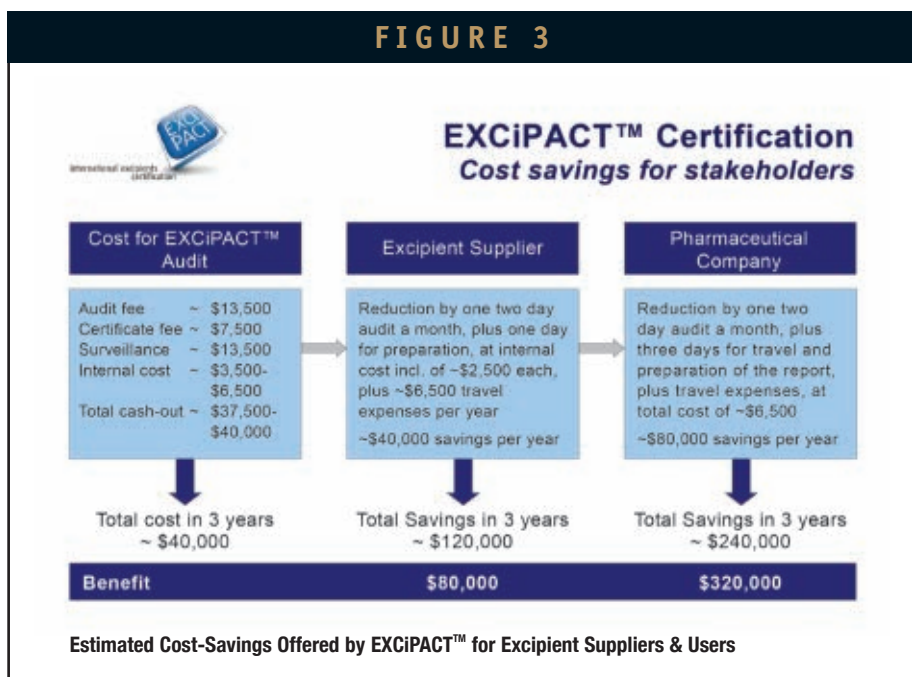 FIGURE 3
EXCiPACT
international excipients
certification
EXCiPACT™ Certification
Cost savings for stakeholders
Cost for EXCiPACT™
Audit
Audit fee ~ $13,500
Certificate fee ~ $7,500
Surveillance ~ $13,500
Internal cost ~ $3,500-
$6,500
Total cash-out ~ $37,500-
$40,000
Total cost in 3 years
~ $40,000
Excipient Supplier
Reduction by one two day
audit a month, plus one day
for preparation, at internal
cost incl. of ~$2,500 each,
plus ~$6,500 travel
expenses per year
~$40,000 savings per year
Total Savings in 3 years
~ $120,000
Pharmaceutical
Company
Reduction by one two
day audit a month, plus
three days for travel and
preparation of the report,
plus travel expenses, at
total cost of ~$6,500
~$80,000 savings per year
Total Savings in 3 years
~ $240,000
Benefit $80,000 $320,000
Estimated Cost-Savings Offered by EXCiPACT™ for Excipient Suppliers & Users